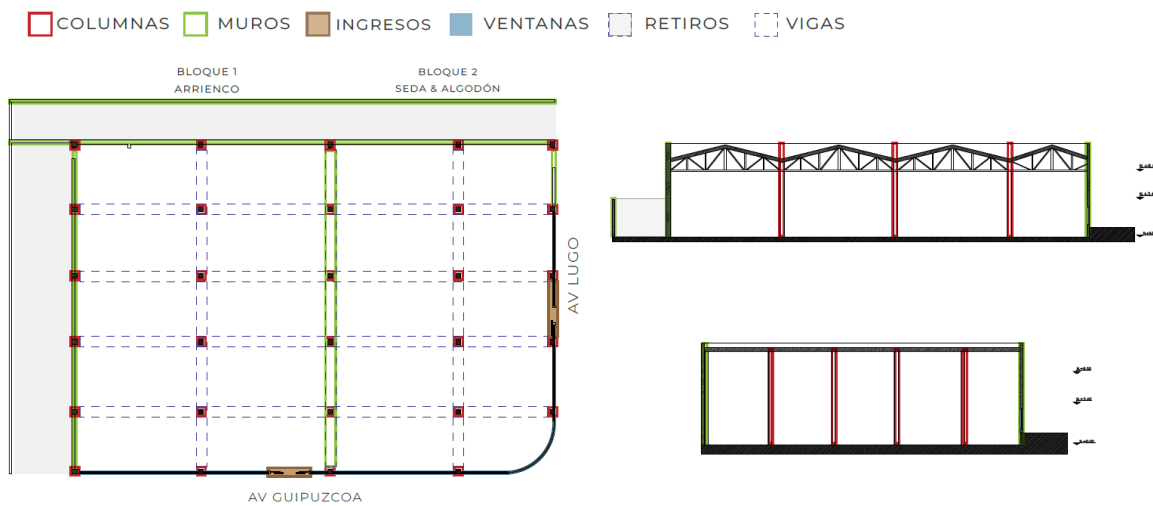 COLUMNAS
MUROS
INGRESOS
VENTANAS
RETIROS
VIGAS
BLOQUE 1
ARRIENCO
BLOQUE 2
SEDA & ALGODÓN
AV LUGO
AV GUIPUZCOA